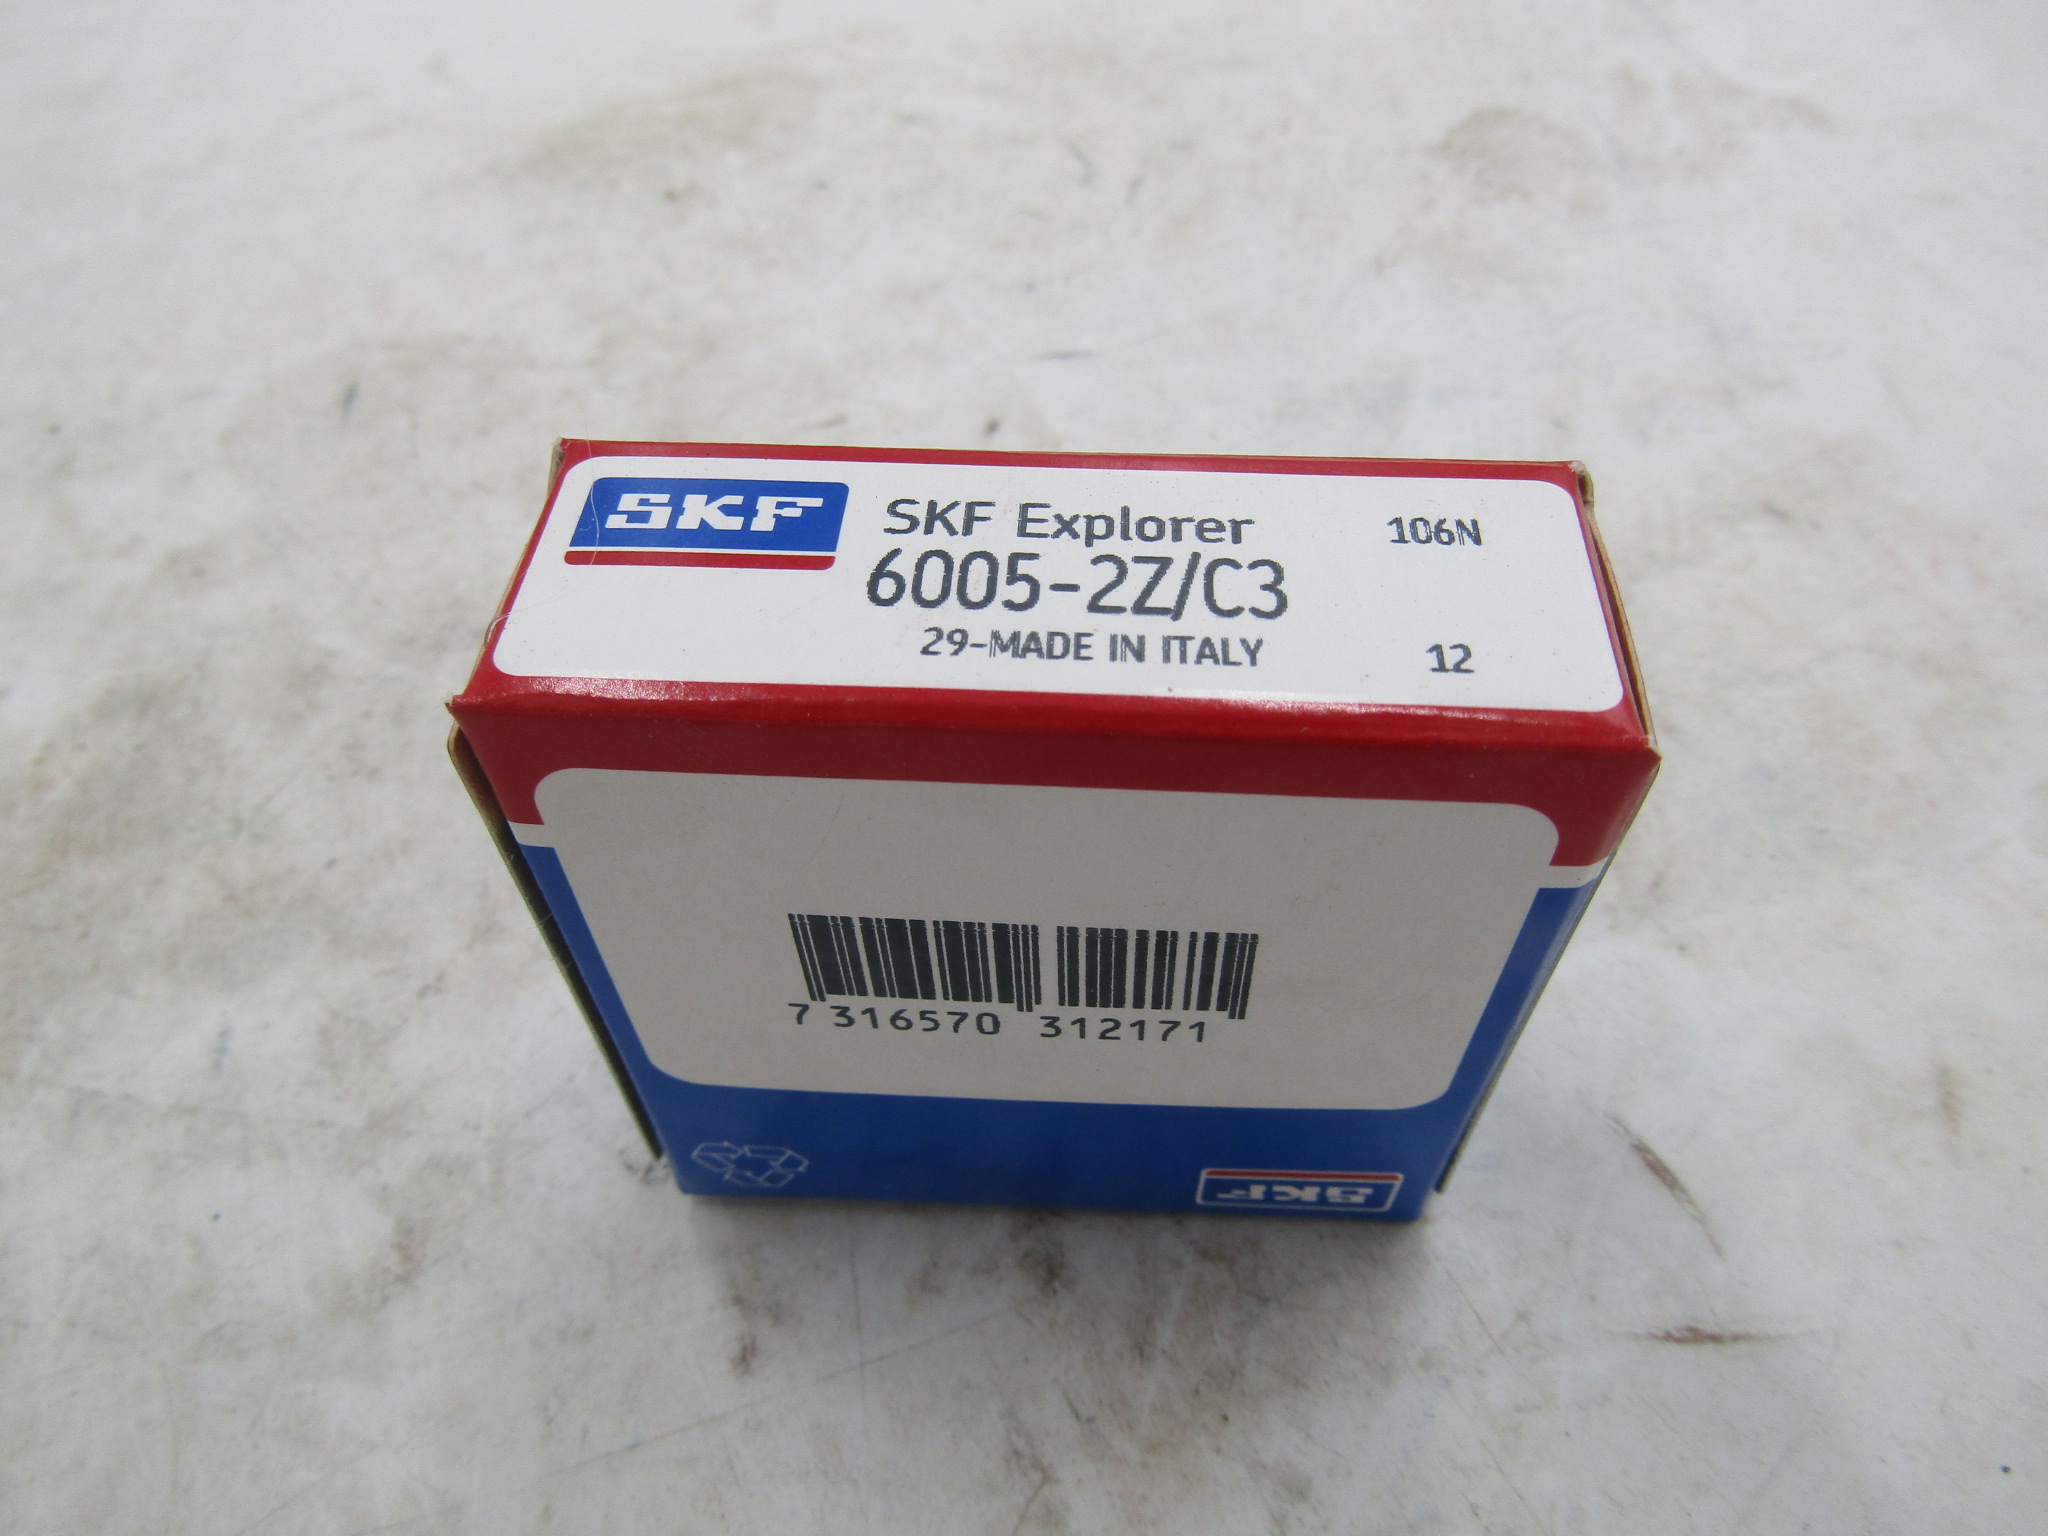 SKF
SKF Explorer
106N
6005-2Z/C3
29-MADE IN ITALY
12
7 316570 312171
SKF